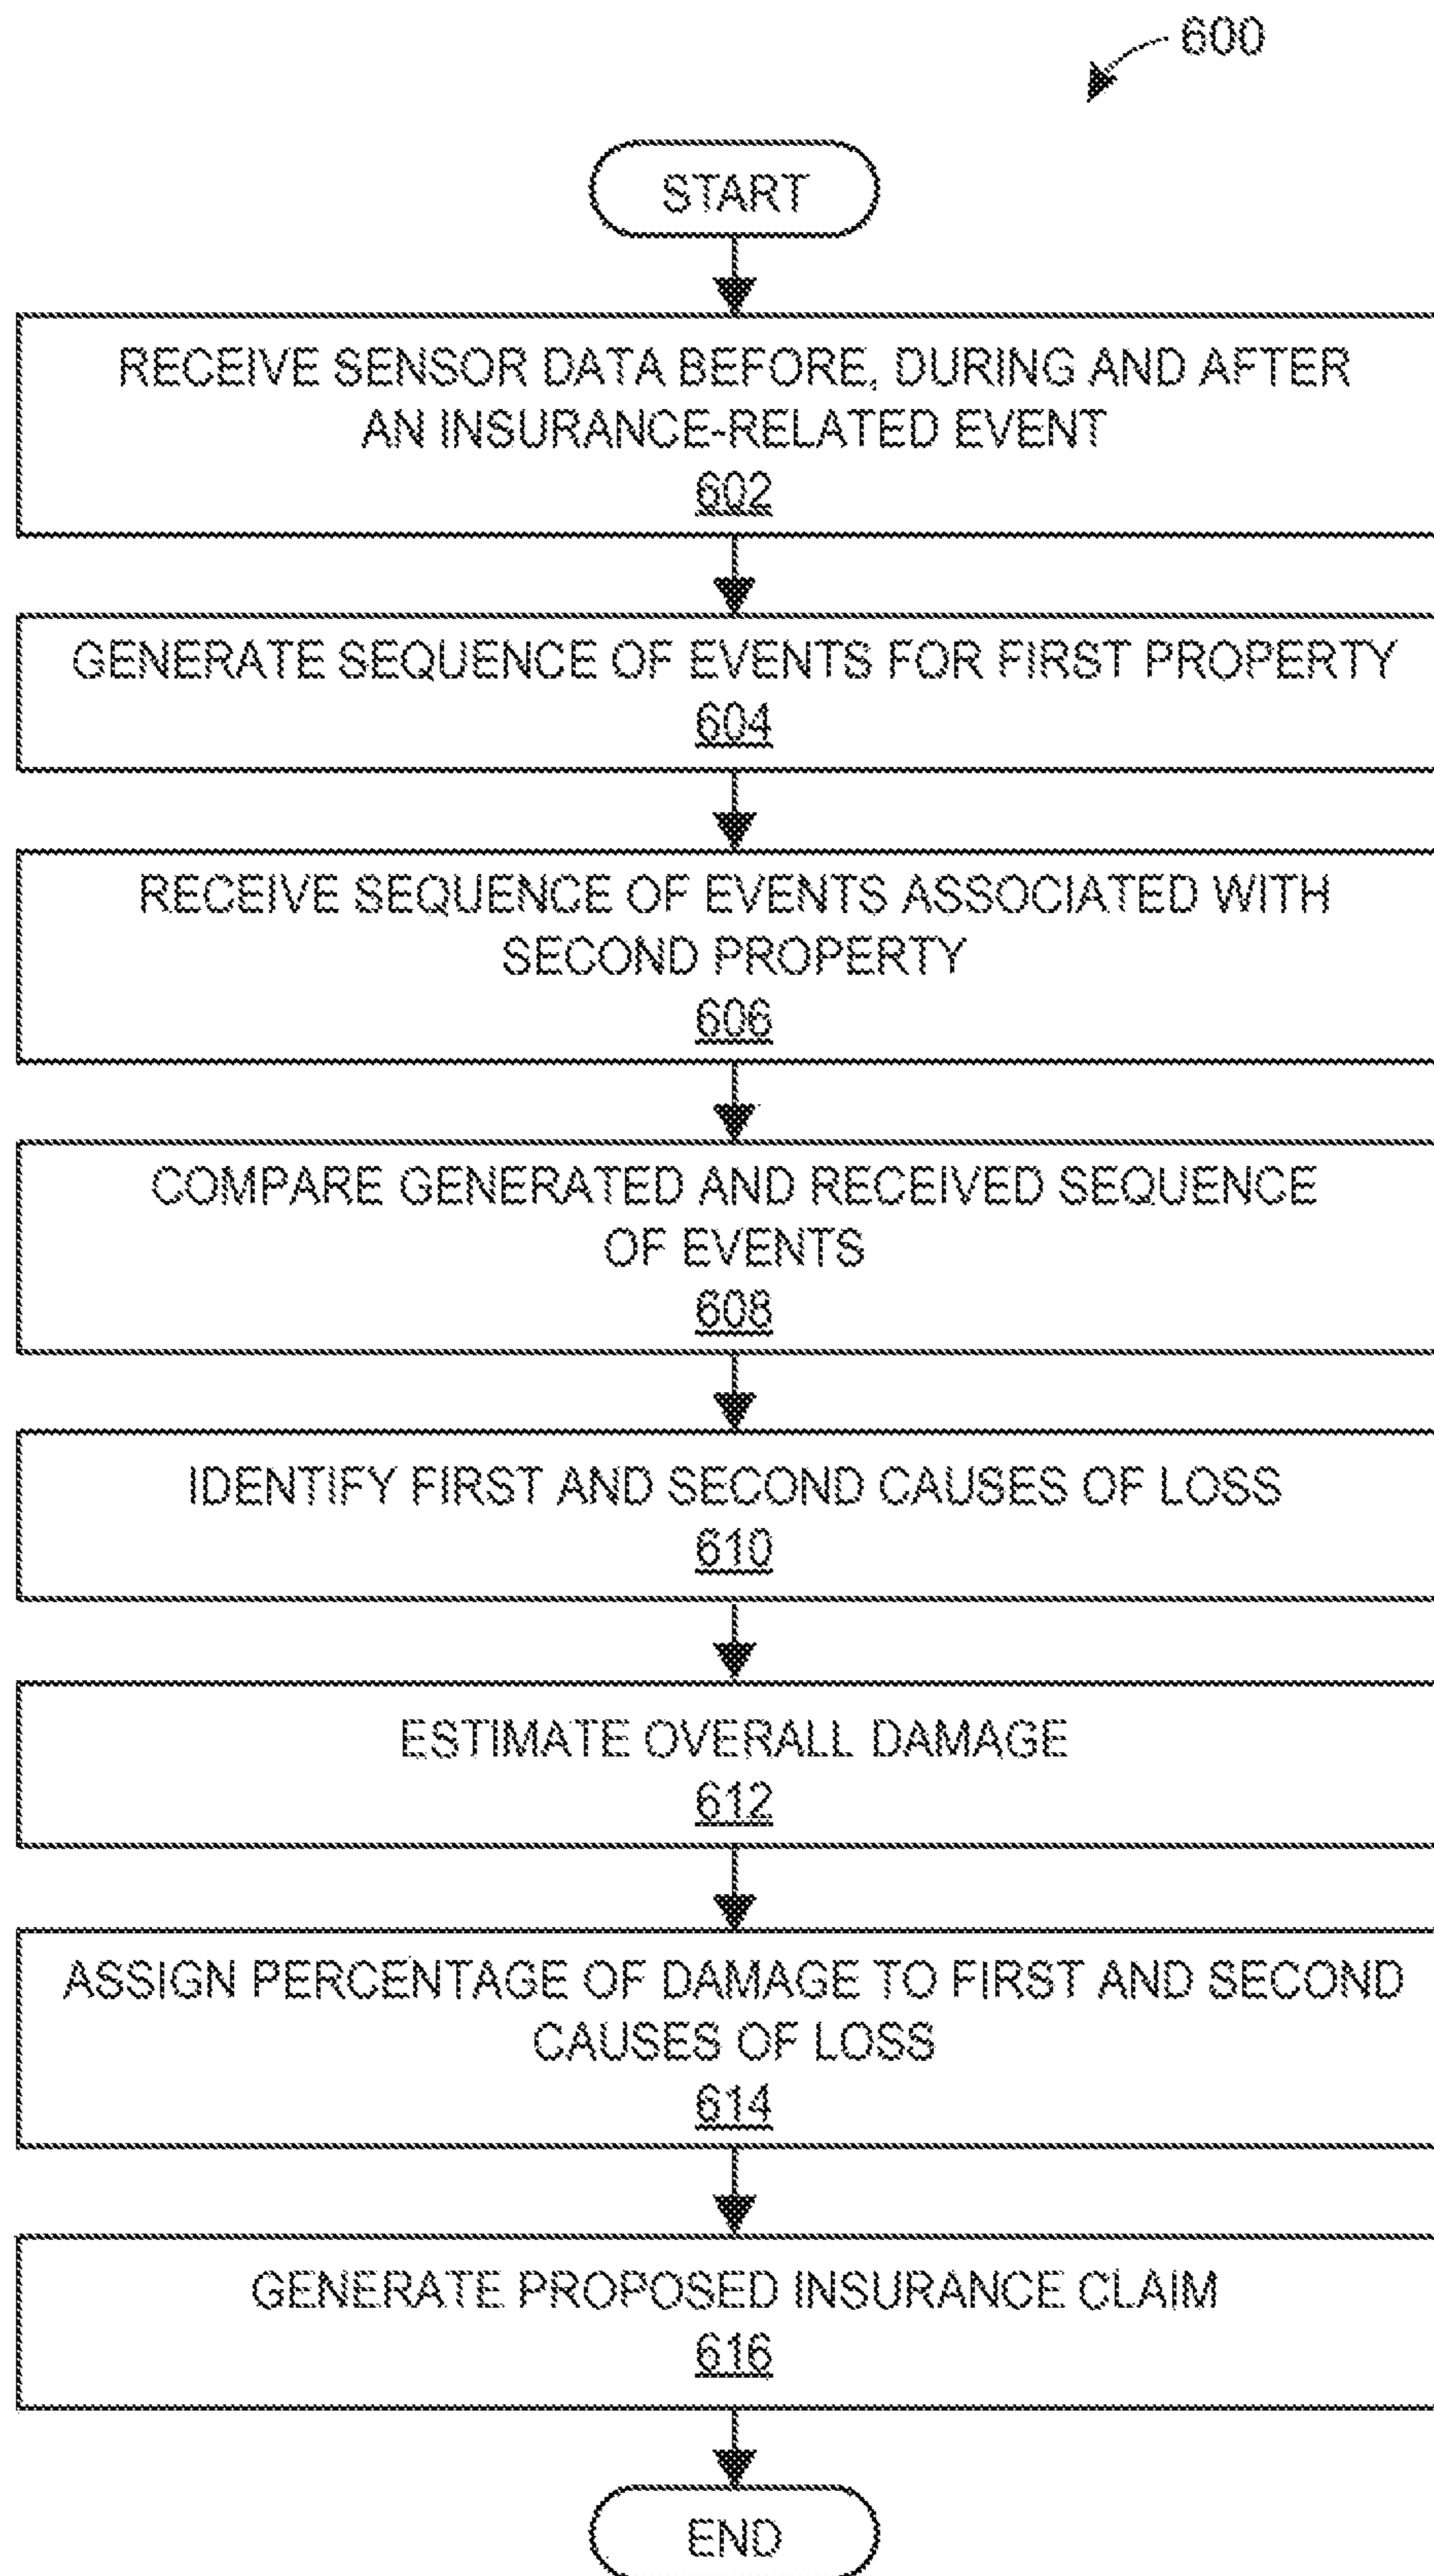 600
START
RECEIVE SENSOR DATA BEFORE, DURING AND AFTER
AN INSURANCE-RELATED EVENT
602
GENERATE SEQUENCE OF EVENTS FOR FIRST PROPERTY
604
RECEIVE SEQUENCE OF EVENTS ASSOCIATED WITH
SECOND PROPERTY
606
COMPARE GENERATED AND RECEIVED SEQUENCE
OF EVENTS
608
IDENTIFY FIRST AND SECOND CAUSES OF LOSS
610
ESTIMATE OVERALL DAMAGE
612
ASSIGN PERCENTAGE OF DAMAGE TO FIRST AND SECOND
CAUSES OF LOSS
614
GENERATE PROPOSED INSURANCE CLAIM
616
END